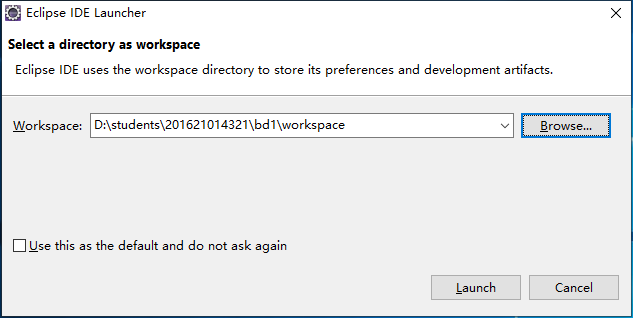 Eclipse IDE Launcher
Select a directory as workspace
Eclipse IDE uses the workspace directory to store its preferences and development artifacts.
Workspace: D:\students\201621014321\bd1\workspace Browse...
Use this as the default and do not ask again
Launch Cancel